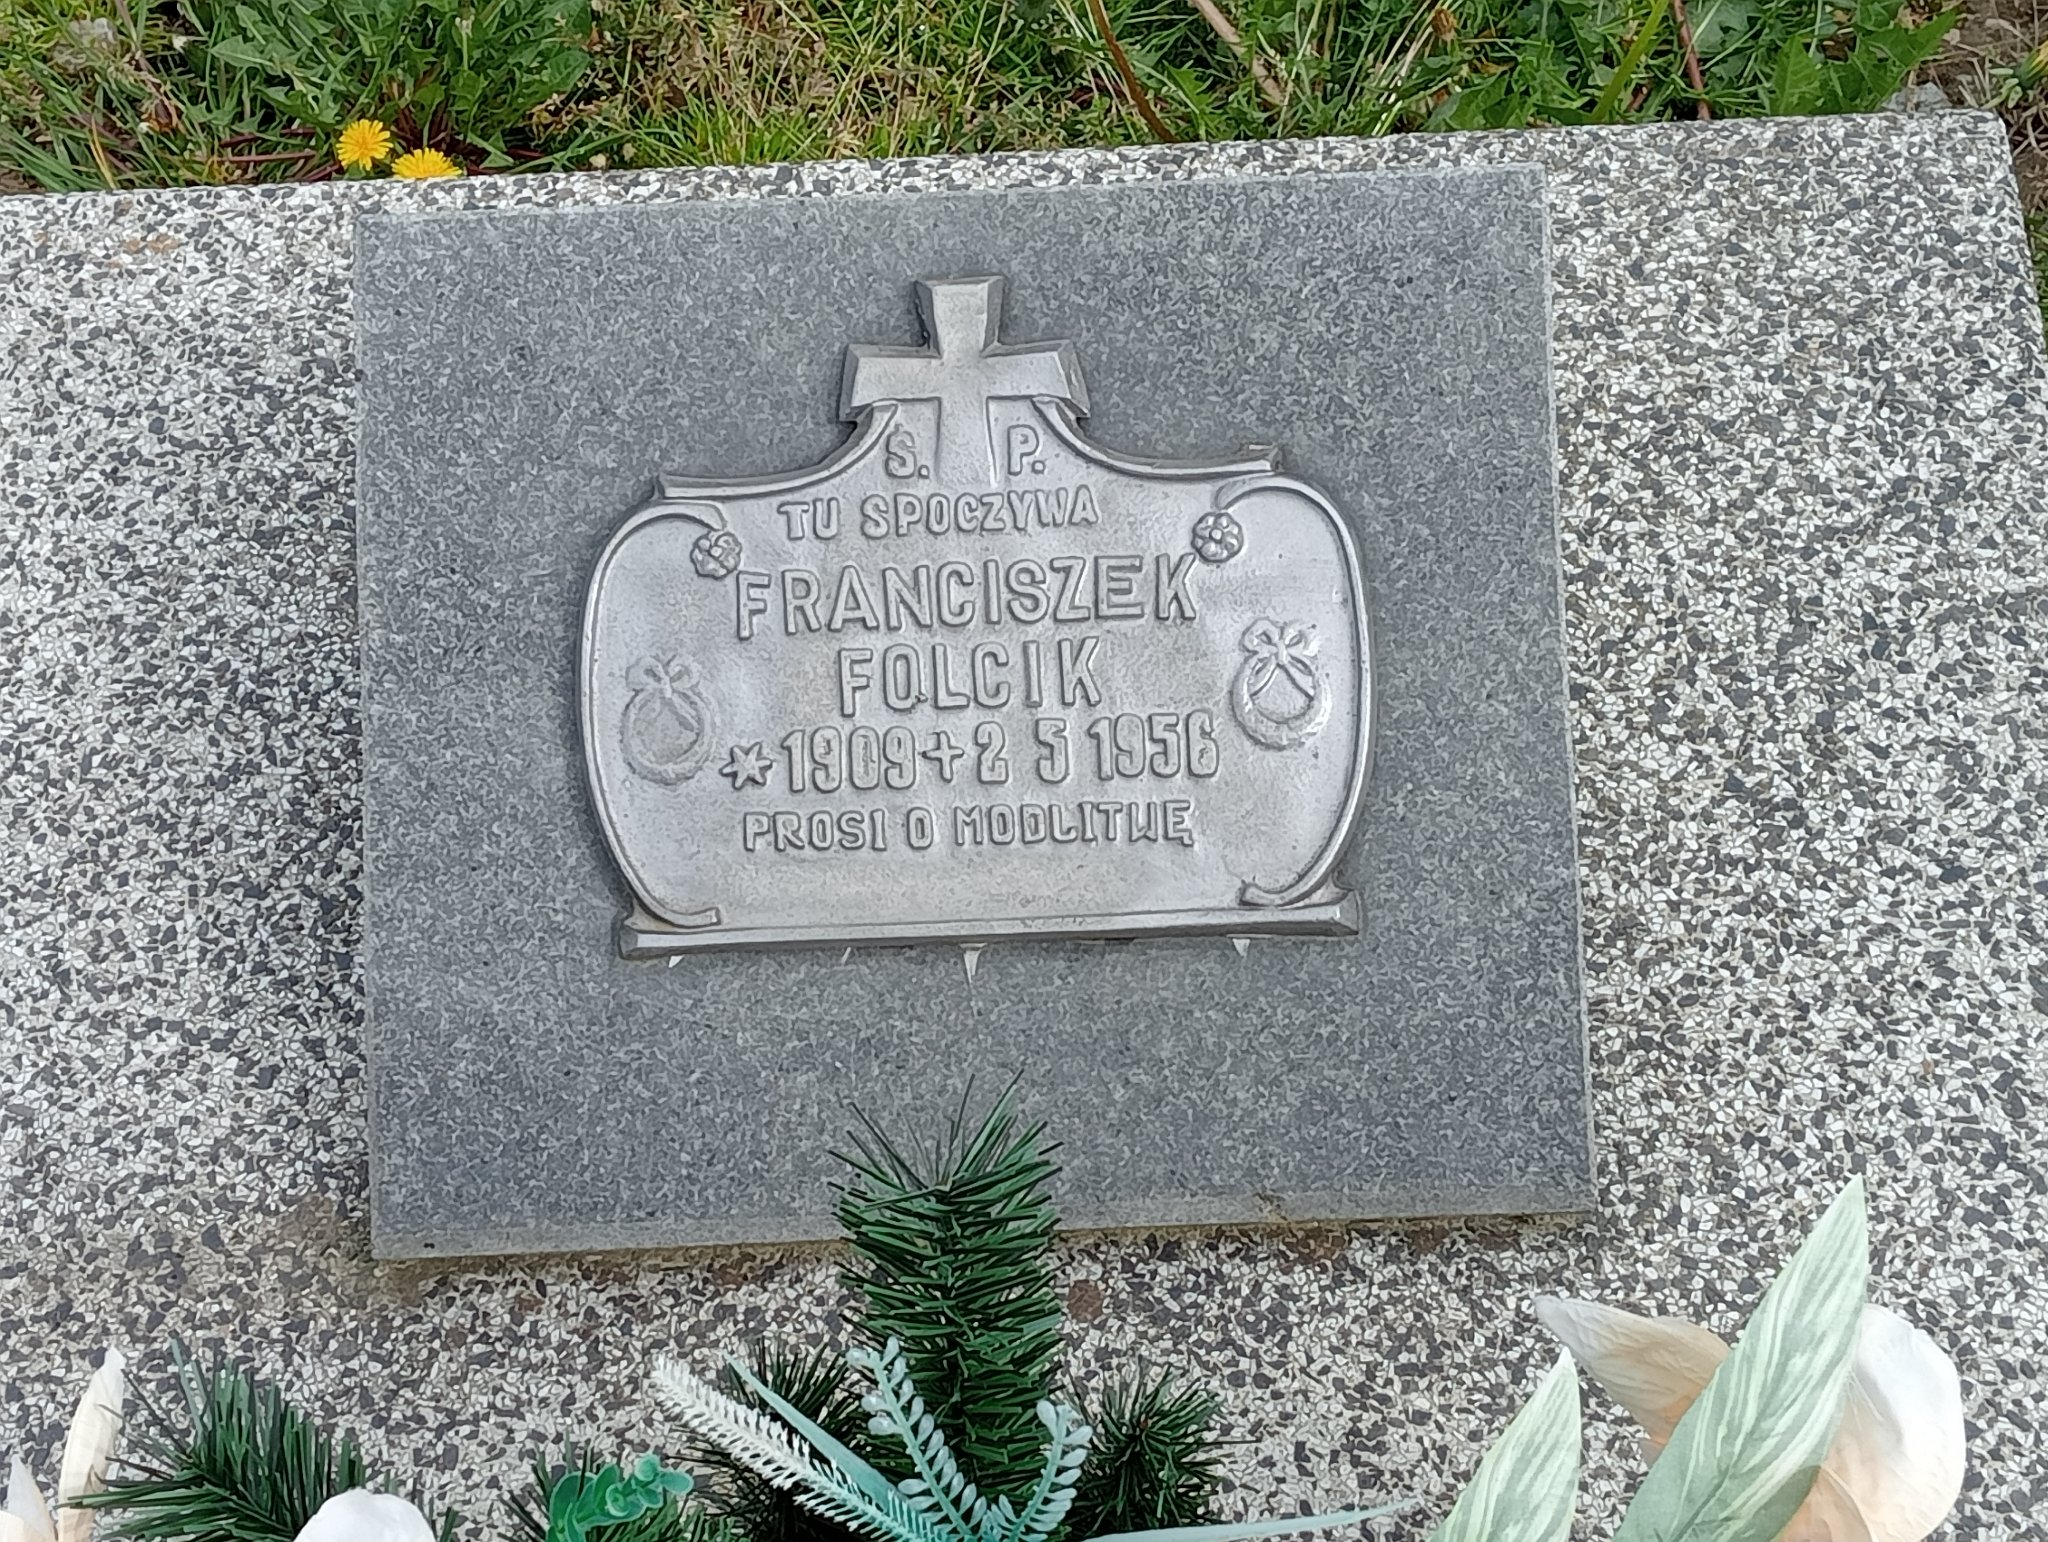 Ś. P.
TU SPOCZYWA
FRANCISZEK
FOLCIK
*1909+2 5 1956
PROSI O MODLITWĘ